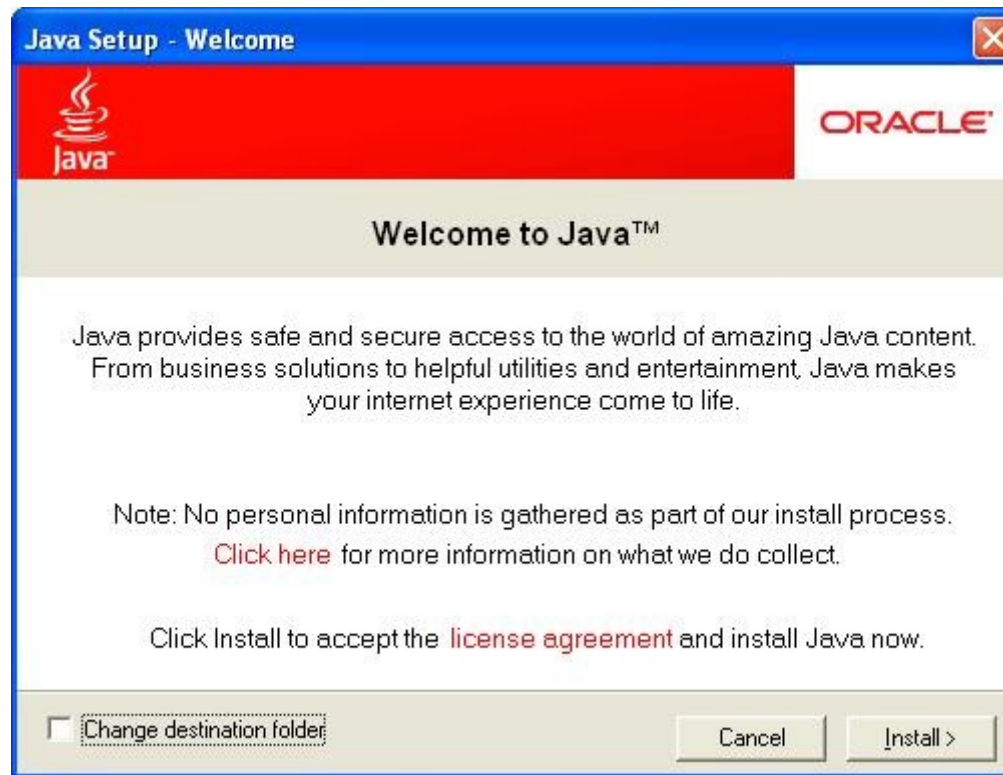 Java Setup - Welcome
Java™
ORACLE®
Welcome to Java™
Java provides safe and secure access to the world of amazing Java content.
From business solutions to helpful utilities and entertainment, Java makes
your internet experience come to life.
Note: No personal information is gathered as part of our install process.
Click here for more information on what we do collect.
Click Install to accept the license agreement and install Java now.
Change destination folder
Cancel
Install >